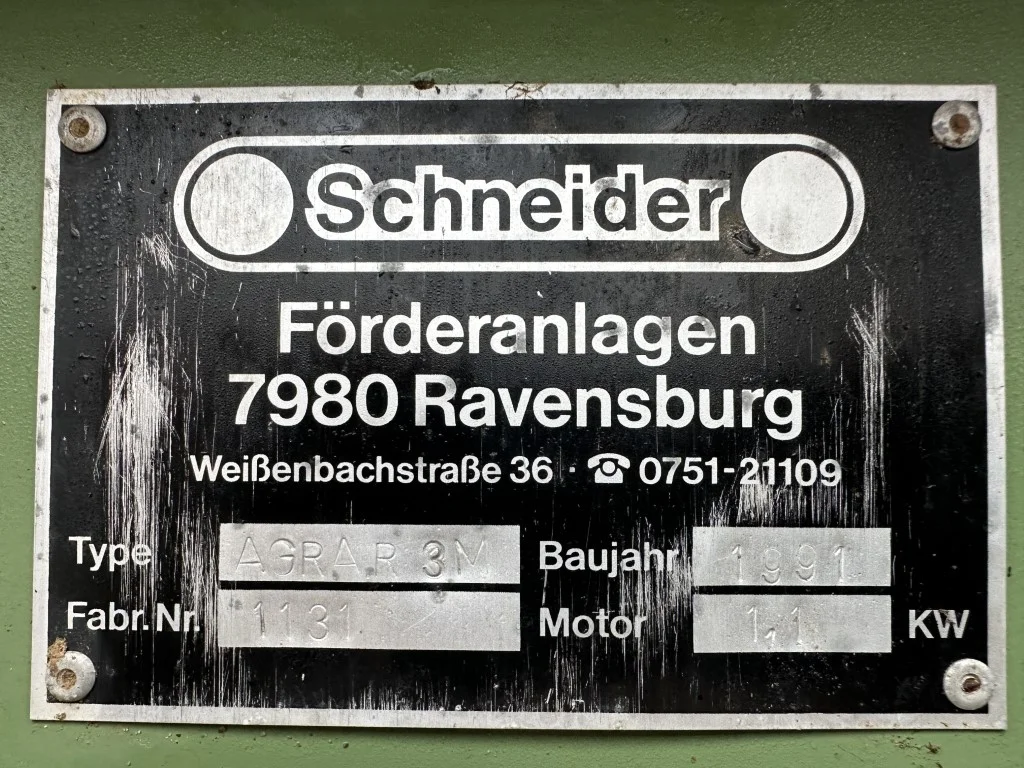 Schneider
Förderanlagen
7980 Ravensburg
Weißenbachstraße 36 · ☎ 0751-21109
Type AGRAR 3M Baujahr 1991
Fabr. Nr. 1131 Motor 1,1 KW